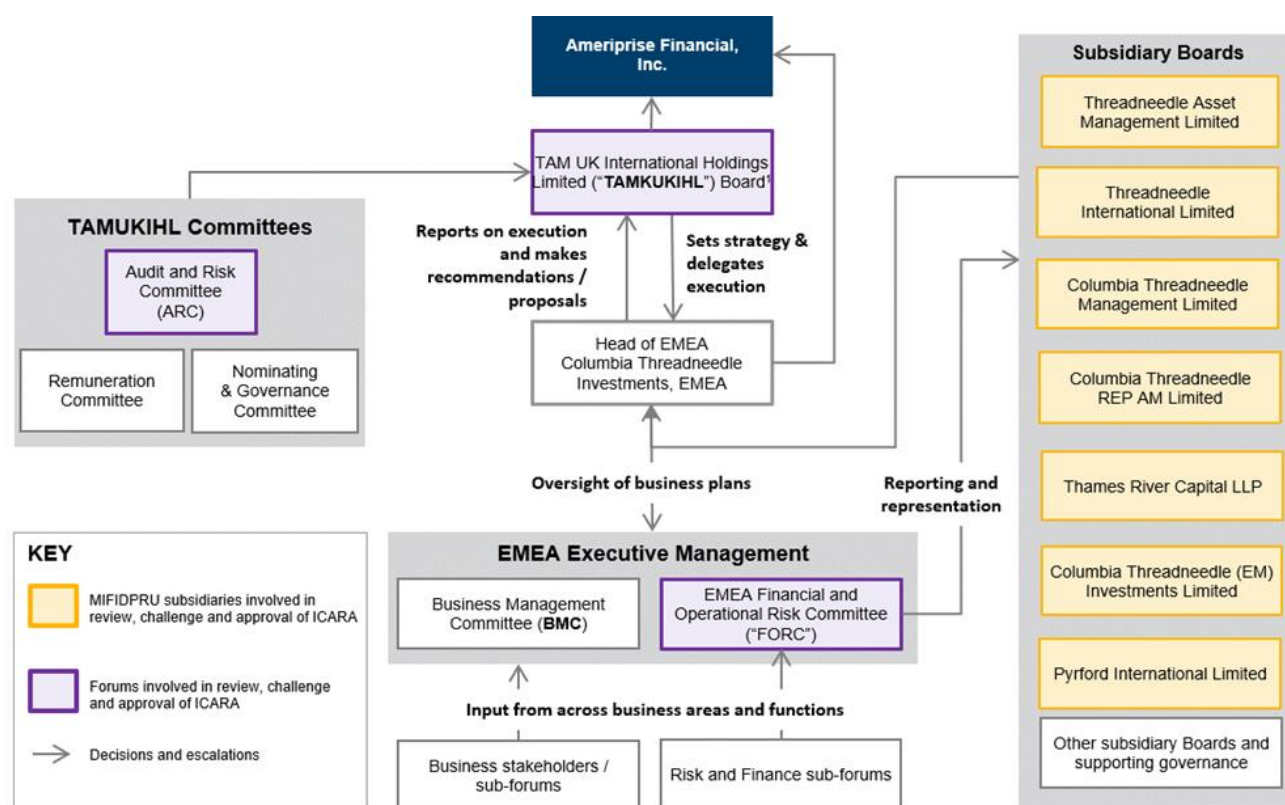 Ameriprise Financial,
Inc.
TAM UK International Holdings
Limited (“TAMKUKIHL”) Board¹
TAMUKIHL Committees
Audit and Risk
Committee
(ARC)
Remuneration
Committee
Nominating
& Governance
Committee
Reports on execution
and makes
recommendations /
proposals
Sets strategy &
delegates
execution
Head of EMEA
Columbia Threadneedle
Investments, EMEA
Oversight of business plans
Reporting and
representation
EMEA Executive Management
Business Management
Committee (BMC)
EMEA Financial and
Operational Risk Committee
(“FORC”)
Input from across business areas and functions
Business stakeholders /
sub-forums
Risk and Finance sub-forums
Subsidiary Boards
Threadneedle Asset
Management Limited
Threadneedle
International Limited
Columbia Threadneedle
Management Limited
Columbia Threadneedle
REP AM Limited
Thames River Capital LLP
Columbia Threadneedle (EM)
Investments Limited
Pyrford International Limited
Other subsidiary Boards and
supporting governance
KEY
MIFIDPRU subsidiaries involved in
review, challenge and approval of ICARA
Forums involved in review, challenge
and approval of ICARA
Decisions and escalations